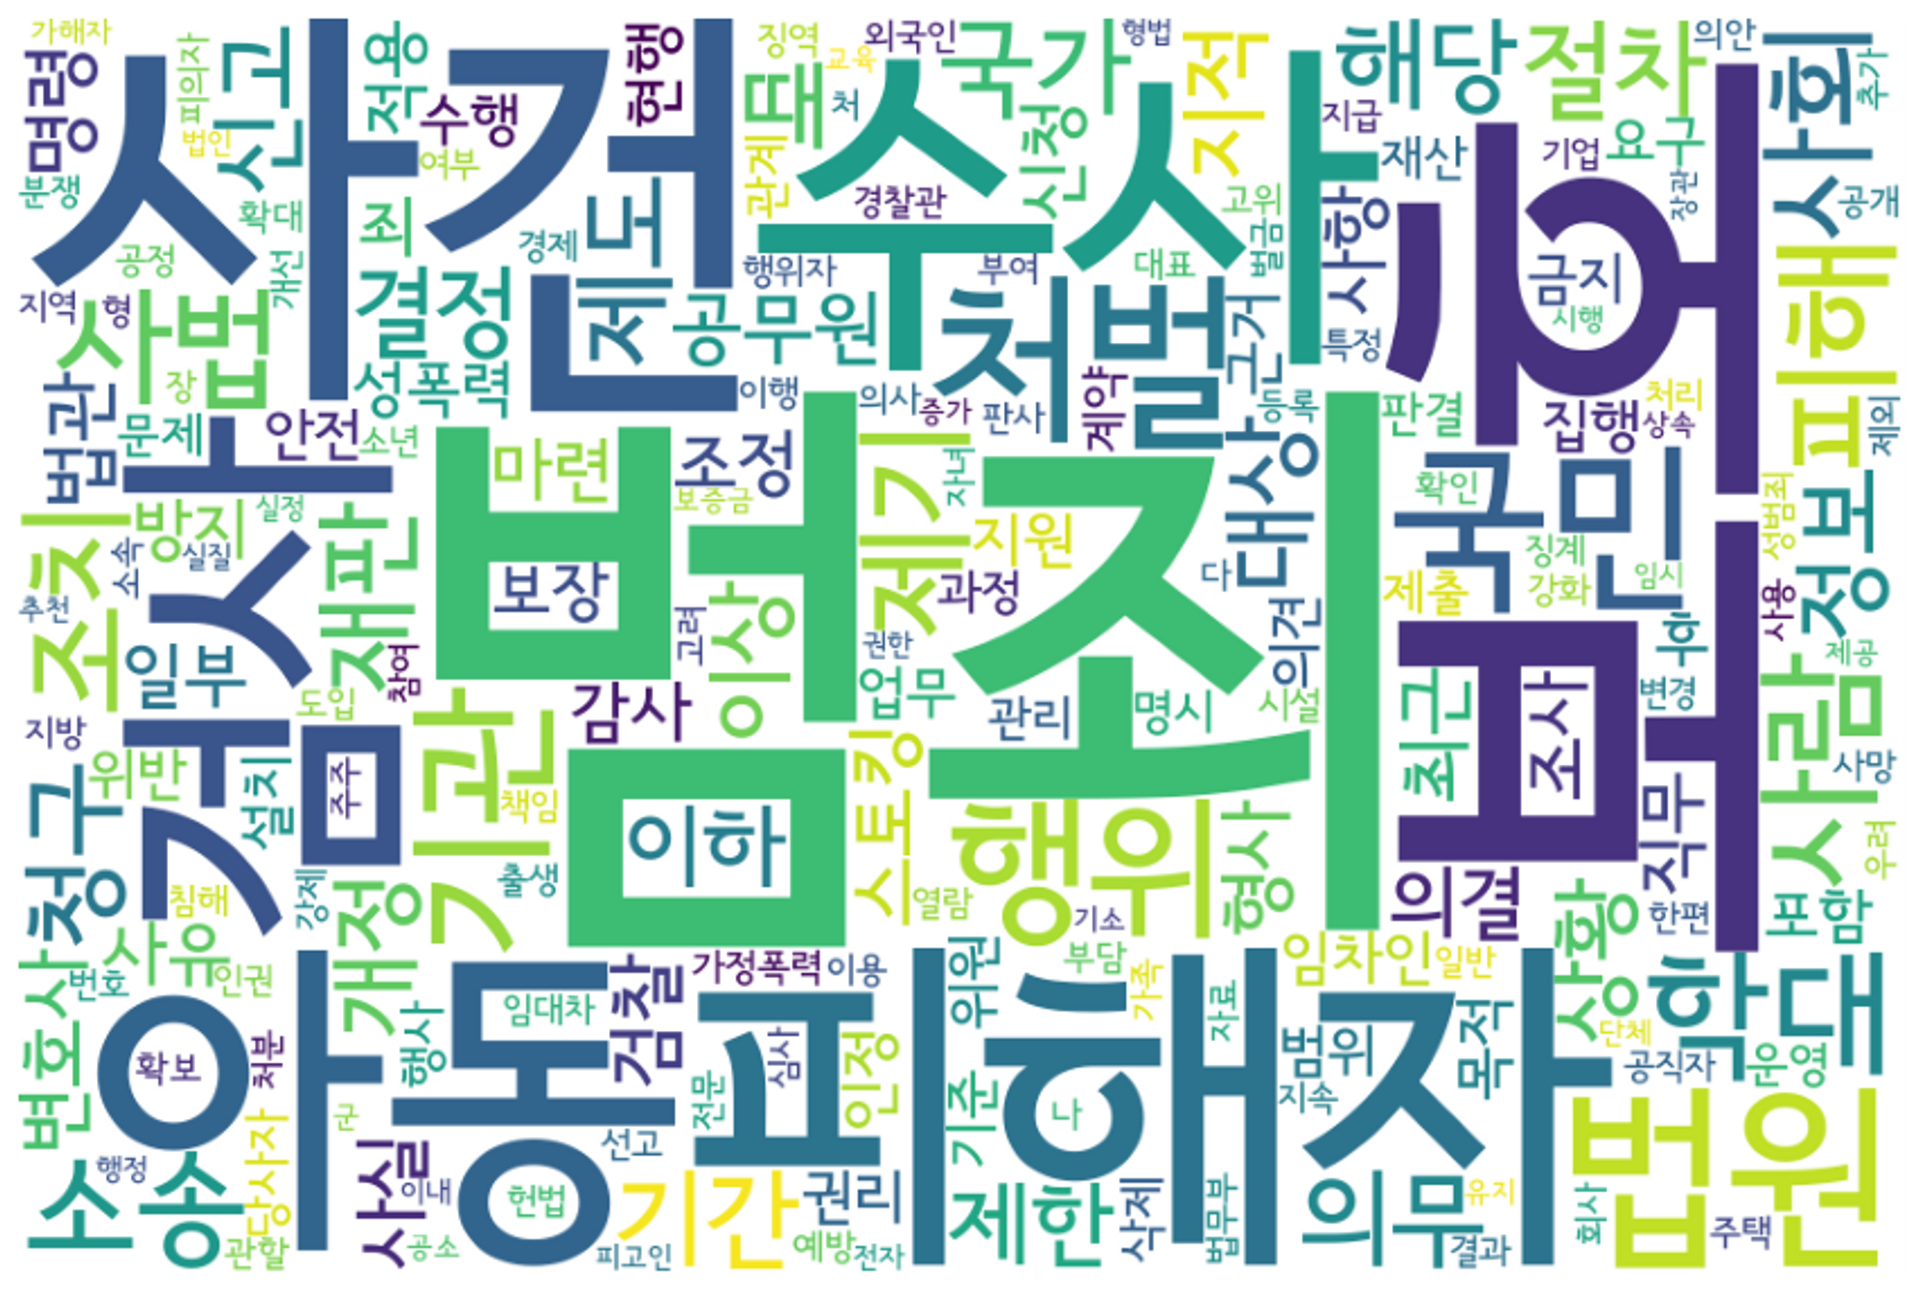 가해자
명령
피의자
신고
법인
분쟁
확대
공정
개선
지역
형
사건
적용
수행
여부
현행
죄
경제
제도
징역
교육
외국인
국가
형법
처
목
관계
경찰관
신청
지적
수사
고위
벌금
대표
행위자
부여
해당
절차
의안
사회
추가
지급
재산
기업
요구
장관
공개
사항
금지
시행
특정
변호
사법
장
결정
성폭력
공무원
근거
처벌
이행
의사
증가
판사
계약
등록
판결
집행
처리
상속
피해
제외
법관
문제
안전
소년
근
마련
조정
보증금
제기
자녀
지원
과정
대상
다
확인
국민
징계
강화
임시
제출
성범죄
정보
사용
조치
방지
실정
실질
소속
추천
재판
보장
범죄
이상
고려
권한
업무
의견
관리
명시
시설
후
변경
제공
사람
사망
우려
일부
참여
도입
지방
위반
설치
주주
기관
책임
감사
이하
스토킹
행위
형사
최근
조사
직무
의결
한편
상황
포함
청구
침해
강제
개정
출생
열람
기소
부담
임차인
일반
확대
사유
인권
번호
변호사
확보
처분
행사
임대차
검찰
가정폭력
이용
위원
가족
자료
범위
목적
단체
공직자
운영
법원
군
선고
전문
심사
인정
기준
나
지속
피해자
소송
행정
당사자
관할
사실
이내
공소
헌법
피고인
기간
권리
예방
전자
제한
삭제
법무부
의무
유지
결과
회사
주택